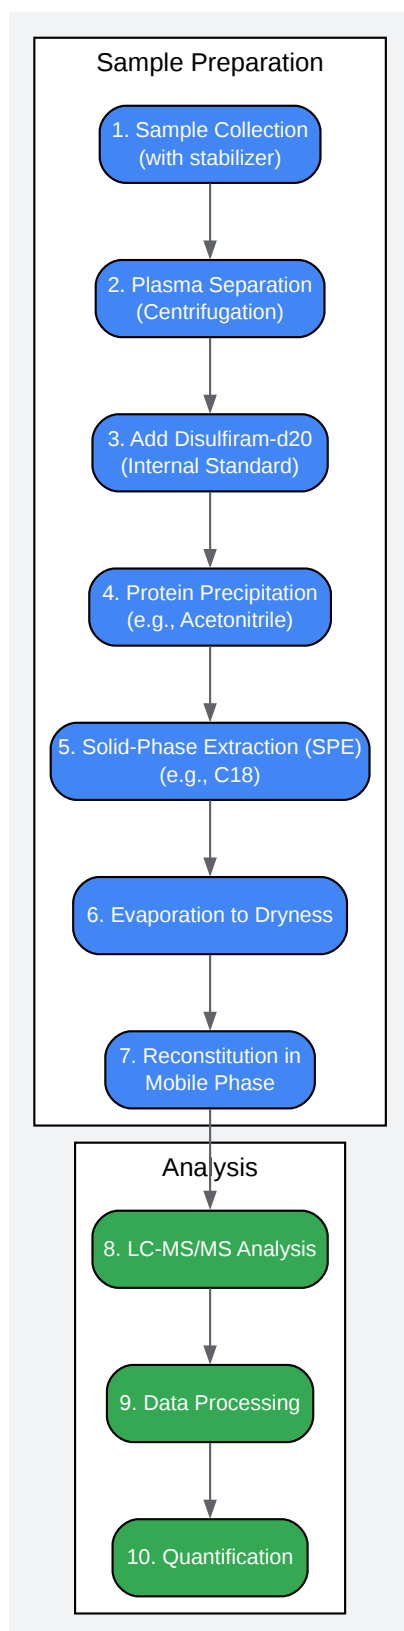 Sample Preparation
1. Sample Collection
(with stabilizer)
2. Plasma Separation
(Centrifugation)
3. Add Disulfiram-d20
(Internal Standard)
4. Protein Precipitation
(e.g., Acetonitrile)
5. Solid-Phase Extraction (SPE)
(e.g., C18)
6. Evaporation to Dryness
7. Reconstitution in
Mobile Phase
Analysis
8. LC-MS/MS Analysis
9. Data Processing
10. Quantification